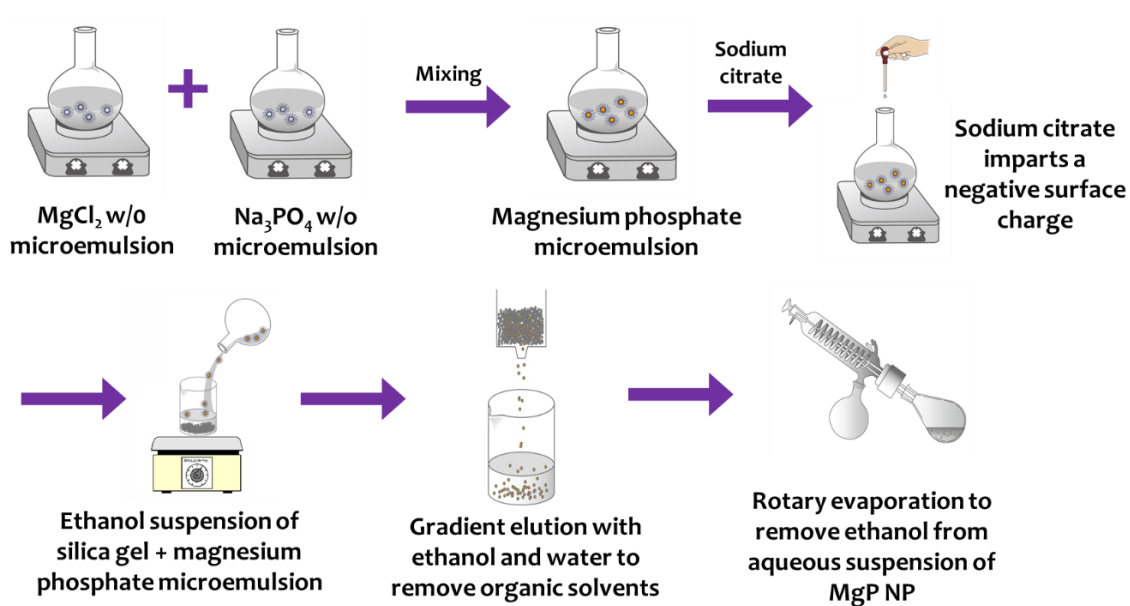 Mixing
Sodium
citrate
MgCl₂ w/0
microemulsion
Na₃PO₄ w/o
microemulsion
Magnesium phosphate
microemulsion
Sodium citrate
imparts a
negative surface
charge
Ethanol suspension of
silica gel + magnesium
phosphate microemulsion
Gradient elution with
ethanol and water to
remove organic solvents
Rotary evaporation to
remove ethanol from
aqueous suspension of
MgP NP